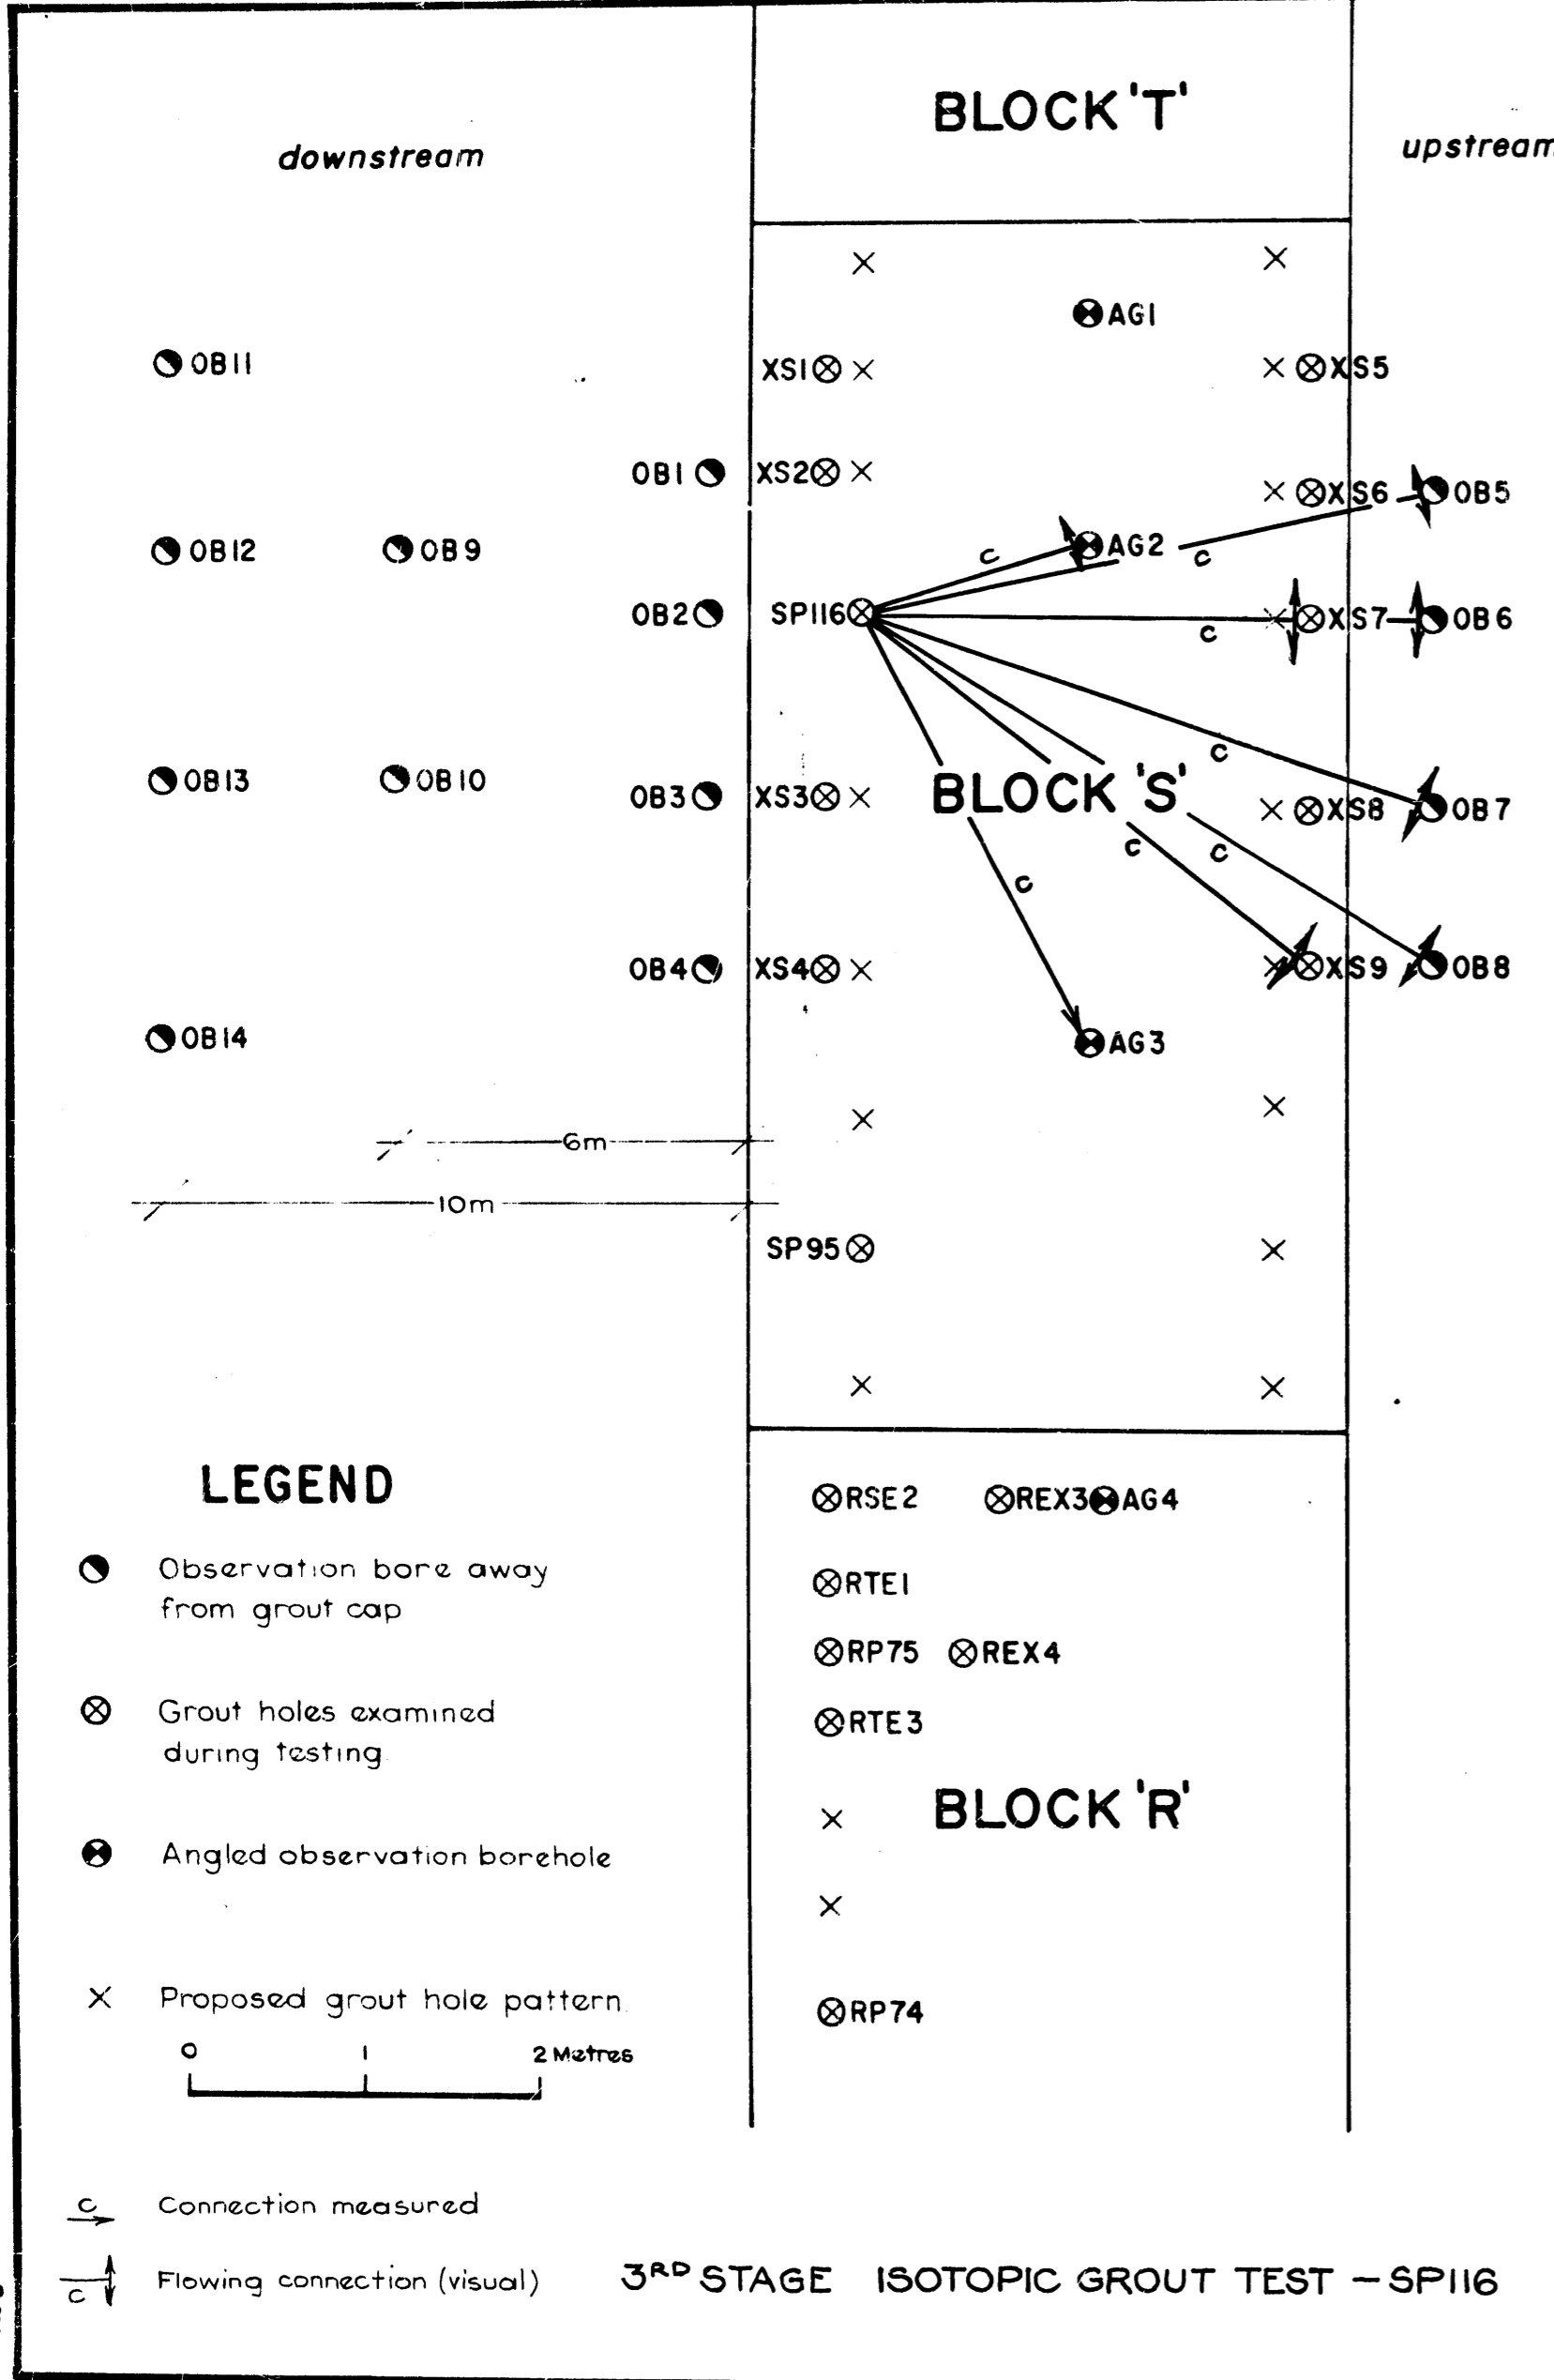 BLOCK 'T'
downstream
upstream
AG1
OB11
XS1
XS5
OB1
XS2
XS6
OB5
OB12
OB9
c
AG2
c
OB2
SP116
c
XS7
OB6
c
OB13
OB10
OB3
XS3
BLOCK 'S'
XS8
OB7
c
c
c
OB4
XS4
XS9
OB8
OB14
AG3
6m
10m
SP95
LEGEND
RSE2
REX3
AG4
Observation bore away
from grout cap
RTE1
RP75
REX4
Grout holes examined
during testing
RTE3
BLOCK 'R'
Angled observation borehole
Proposed grout hole pattern
RP74
0 1 2 Metres
c
Connection measured
c
Flowing connection (visual)
3RD STAGE ISOTOPIC GROUT TEST – SP116